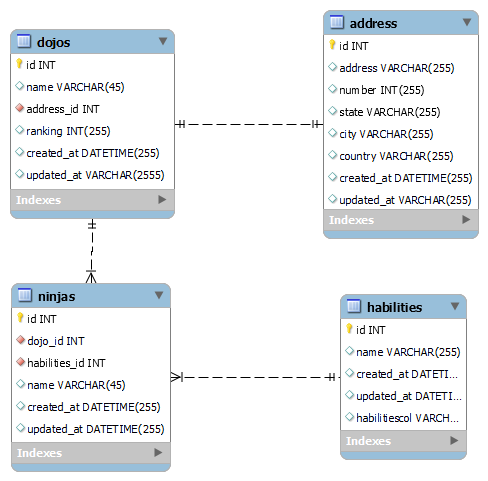 dojos
id INT
name VARCHAR(45)
address_id INT
ranking INT(255)
created_at DATETIME(255)
updated_at VARCHAR(2555)
Indexes
address
id INT
address VARCHAR(255)
number INT(255)
state VARCHAR(255)
city VARCHAR(255)
country VARCHAR(255)
created_at DATETIME(255)
updated_at VARCHAR(255)
Indexes
ninjas
id INT
dojo_id INT
habilities_id INT
name VARCHAR(45)
created_at DATETIME(255)
updated_at DATETIME(255)
Indexes
habilities
id INT
name VARCHAR(255)
created_at DATETI...
updated_at DATETI...
habilitiescol VARCH...
Indexes